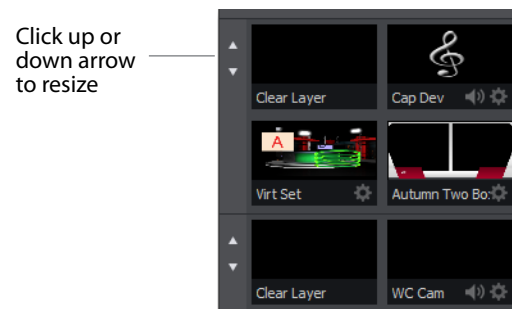 Click up or
down arrow
to resize
Clear Layer
Cap Dev
A
Virt Set
Autumn Two Bo:
Clear Layer
WC Cam